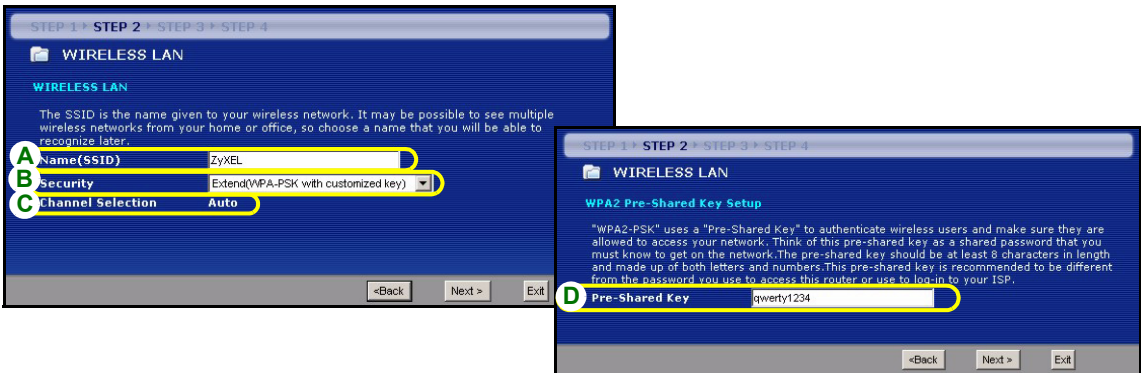 STEP 1 STEP 2 STEP 3 STEP 4
WIRELESS LAN
WIRELESS LAN
The SSID is the name given to your wireless network. It may be possible to see multiple
wireless networks from your home or office, so choose a name that you will be able to
recognize later.
A Name(SSID) ZyXEL
B Security Extend(WPA-PSK with customized key)
C Channel Selection Auto
<Back Next > Exit
STEP 1 STEP 2 STEP 3 STEP 4
WIRELESS LAN
WPA2 Pre-Shared Key Setup
"WPA2-PSK" uses a "Pre-Shared Key" to authenticate wireless users and make sure they are
allowed to access your network. Think of this pre-shared key as a shared password that you
must know to get on the network.The pre-shared key should be at least 8 characters in length
and made up of both letters and numbers.This pre-shared key is recommended to be different
from the password you use to access this router or use to log-in to your ISP.
D Pre-Shared Key qwerty1234
<Back Next > Exit